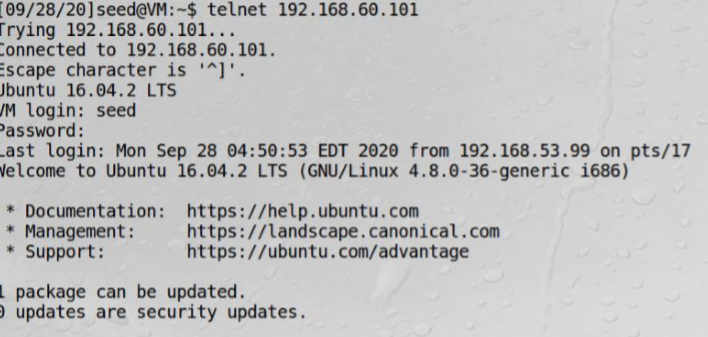 [09/28/20]seed@VM:~$ telnet 192.168.60.101
Trying 192.168.60.101...
Connected to 192.168.60.101.
Escape character is '^]'.
Ubuntu 16.04.2 LTS
VM login: seed
Password:
Last login: Mon Sep 28 04:50:53 EDT 2020 from 192.168.53.99 on pts/17
Welcome to Ubuntu 16.04.2 LTS (GNU/Linux 4.8.0-36-generic i686)
* Documentation:  https://help.ubuntu.com
* Management:     https://landscape.canonical.com
* Support:        https://ubuntu.com/advantage
1 package can be updated.
0 updates are security updates.